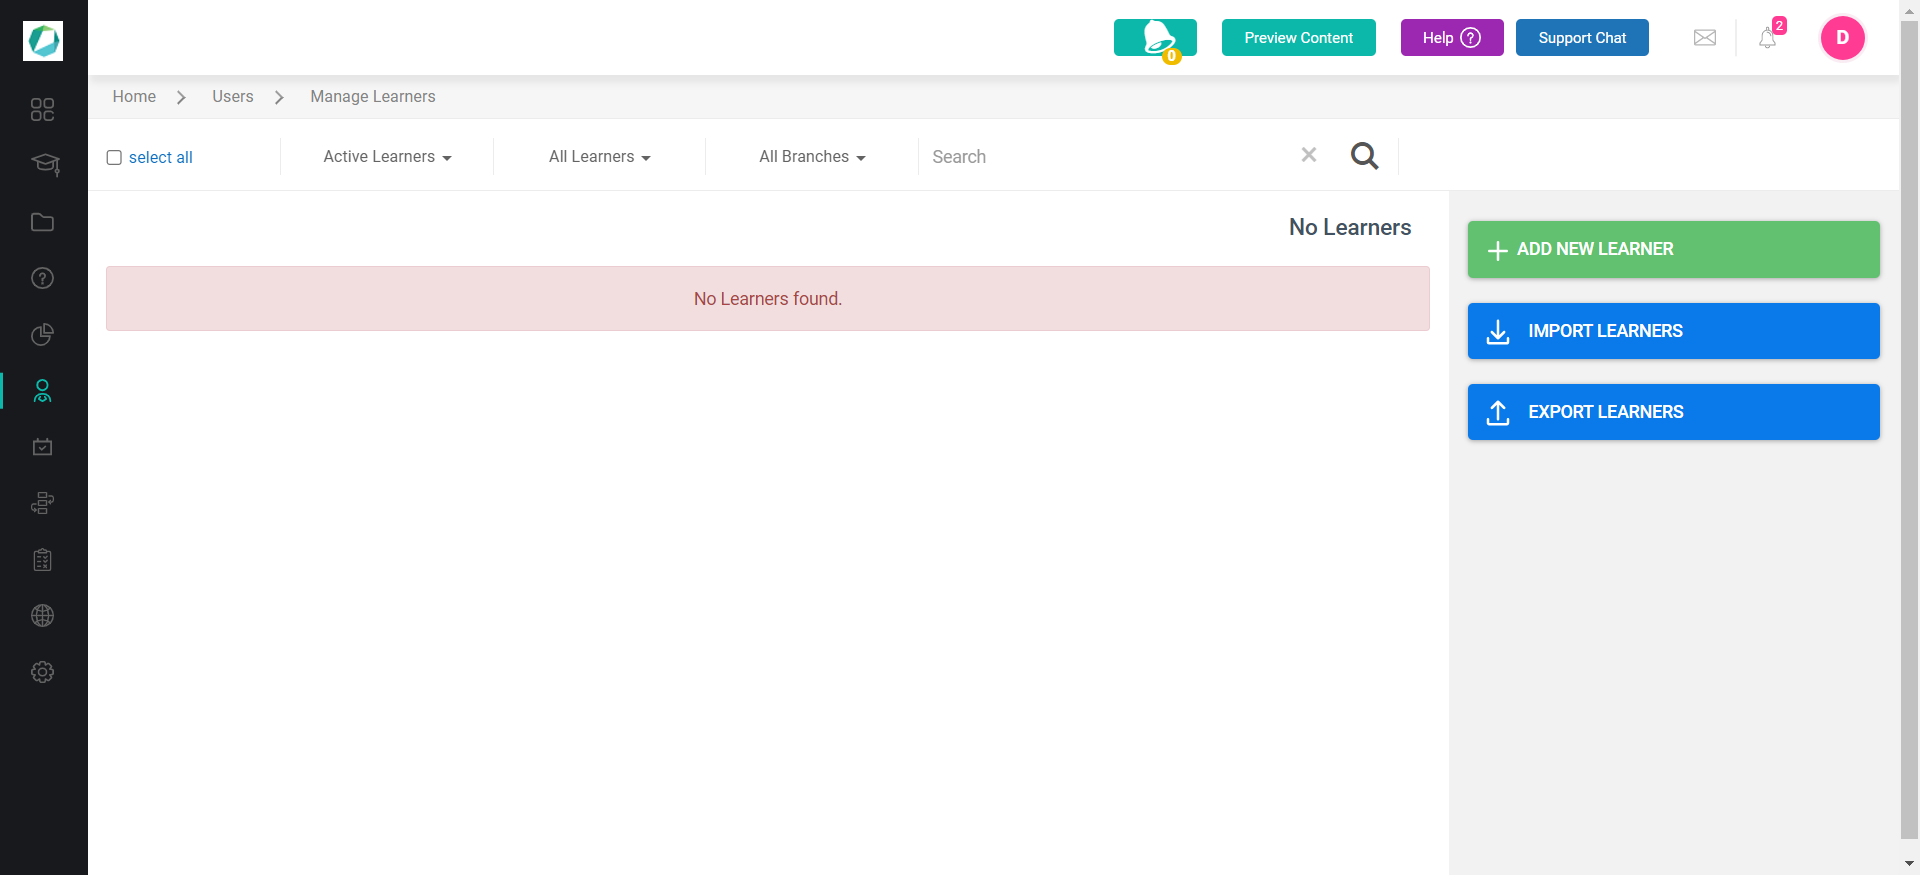 0
Preview Content
Help ?
Support Chat
2
D
Home
Users
Manage Learners
select all
Active Learners
All Learners
All Branches
Search
No Learners
No Learners found.
ADD NEW LEARNER
IMPORT LEARNERS
EXPORT LEARNERS